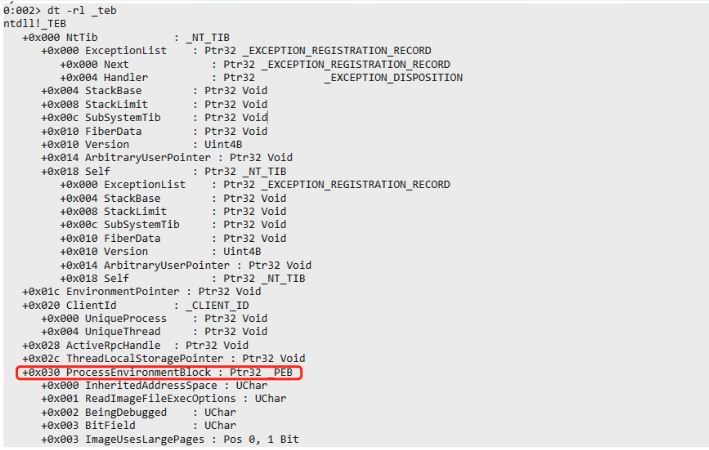 0:002> dt -rl _teb
ntdll!_TEB
+0x000 NtTib : _NT_TIB
+0x000 ExceptionList : Ptr32 _EXCEPTION_REGISTRATION_RECORD
+0x000 Next : Ptr32 _EXCEPTION_REGISTRATION_RECORD
+0x004 Handler : Ptr32 _EXCEPTION_DISPOSITION
+0x004 StackBase : Ptr32 Void
+0x008 StackLimit : Ptr32 Void
+0x00c SubSystemTib : Ptr32 Void
+0x010 FiberData : Ptr32 Void
+0x010 Version : Uint4B
+0x014 ArbitraryUserPointer : Ptr32 Void
+0x018 Self : Ptr32 _NT_TIB
+0x000 ExceptionList : Ptr32 _EXCEPTION_REGISTRATION_RECORD
+0x004 StackBase : Ptr32 Void
+0x008 StackLimit : Ptr32 Void
+0x00c SubSystemTib : Ptr32 Void
+0x010 FiberData : Ptr32 Void
+0x010 Version : Uint4B
+0x014 ArbitraryUserPointer : Ptr32 Void
+0x018 Self : Ptr32 _NT_TIB
+0x01c EnvironmentPointer : Ptr32 Void
+0x020 ClientId : _CLIENT_ID
+0x000 UniqueProcess : Ptr32 Void
+0x004 UniqueThread : Ptr32 Void
+0x028 ActiveRpcHandle : Ptr32 Void
+0x02c ThreadLocalStoragePointer : Ptr32 Void
+0x030 ProcessEnvironmentBlock : Ptr32 _PEB
+0x000 InheritedAddressSpace : UChar
+0x001 ReadImageFileExecOptions : UChar
+0x002 BeingDebugged : UChar
+0x003 BitField : UChar
+0x003 ImageUsesLargePages : Pos 0, 1 Bit